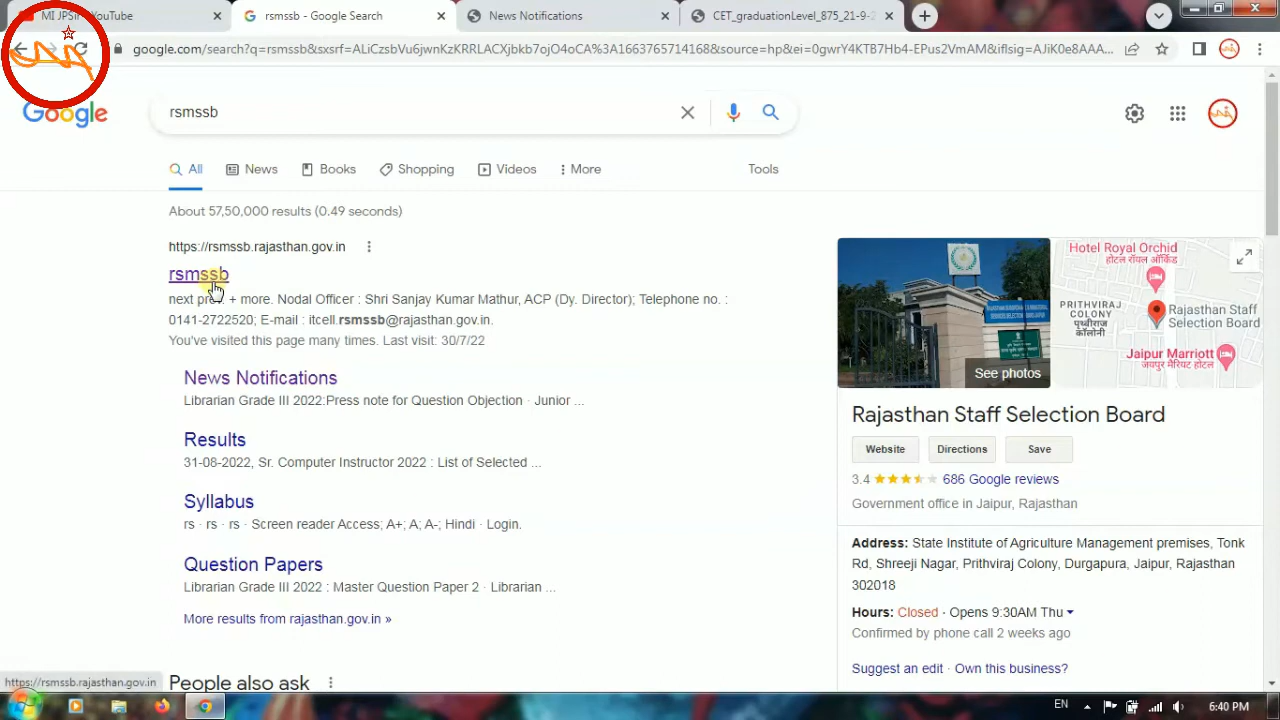 MI JPSir - YouTube
rsmssb - Google Search
News Notifications
CET_graduationLevel_875_21-9-2
google.com/search?q=rsmssb&sxsrf=ALiCzsbVu6jwnKzKRRLACXjbkb7ojO4oCA%3A1663765714168&source=hp&ei=0gwrY4KTB7Hb4-EPus2VmAM&iflsig=AJiK0e8AAA...
Google
rsmssb
All
News
Books
Shopping
Videos
More
Tools
About 57,50,000 results (0.49 seconds)
https://rsmssb.rajasthan.gov.in
rsmssb
next + more. Nodal Officer : Shri Sanjay Kumar Mathur, ACP (Dy. Director); Telephone no. :
0141-2722520; rsmssb@rajasthan.gov.in.
You've visited this page many times. Last visit: 30/7/22
News Notifications
Librarian Grade III 2022:Press note for Question Objection · Junior ...
Results
31-08-2022, Sr. Computer Instructor 2022 : List of Selected ...
Syllabus
rs · rs · rs · Screen reader Access; A+; A; A-; Hindi · Login.
Question Papers
Librarian Grade III 2022 : Master Question Paper 2 · Librarian ...
More results from rajasthan.gov.in »
People also ask
Hotel Royal Orchid
होटल रॉयल ऑर्किड
PRITHVIRAJ
COLONY
पृथ्वीराज
कॉलोनी
Rajasthan Staff
Selection Board
Jaipur Marriott
जयपुर मैरियट होटल
See photos
Rajasthan Staff Selection Board
Website
Directions
Save
3.4
686 Google reviews
Government office in Jaipur, Rajasthan
Address: State Institute of Agriculture Management premises, Tonk
Rd, Shreeji Nagar, Prithviraj Colony, Durgapura, Jaipur, Rajasthan
302018
Hours: Closed · Opens 9:30AM Thu
Confirmed by phone call 2 weeks ago
Suggest an edit · Own this business?
https://rsmssb.rajasthan.gov.in
EN
6:40 PM